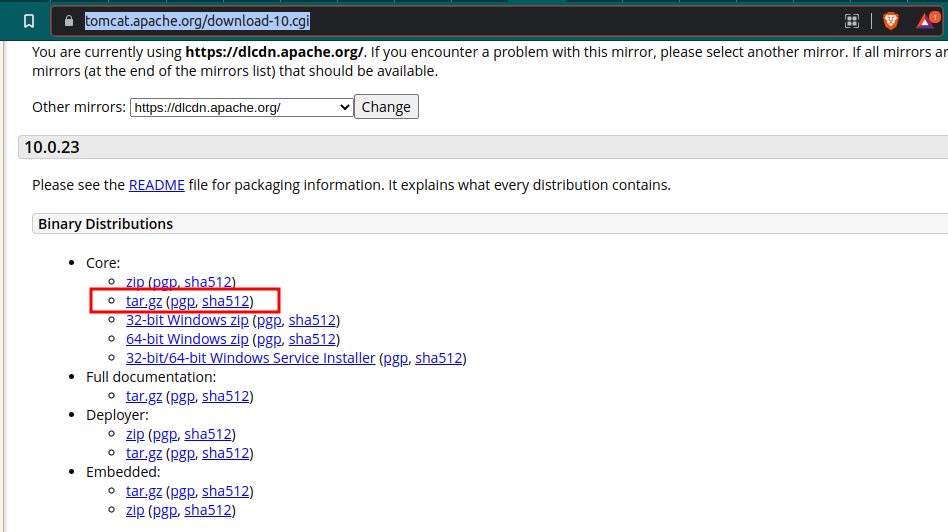 tomcat.apache.org/download-10.cgi
1
You are currently using https://dlcdn.apache.org/. If you encounter a problem with this mirror, please select another mirror. If all mirrors ar
mirrors (at the end of the mirrors list) that should be available.
Other mirrors: https://dlcdn.apache.org/ Change
10.0.23
Please see the README file for packaging information. It explains what every distribution contains.
Binary Distributions
Core:
zip (pgp, sha512)
tar.gz (pgp, sha512)
32-bit Windows zip (pgp, sha512)
64-bit Windows zip (pgp, sha512)
32-bit/64-bit Windows Service Installer (pgp, sha512)
Full documentation:
tar.gz (pgp, sha512)
Deployer:
zip (pgp, sha512)
tar.gz (pgp, sha512)
Embedded:
tar.gz (pgp, sha512)
zip (pgp, sha512)